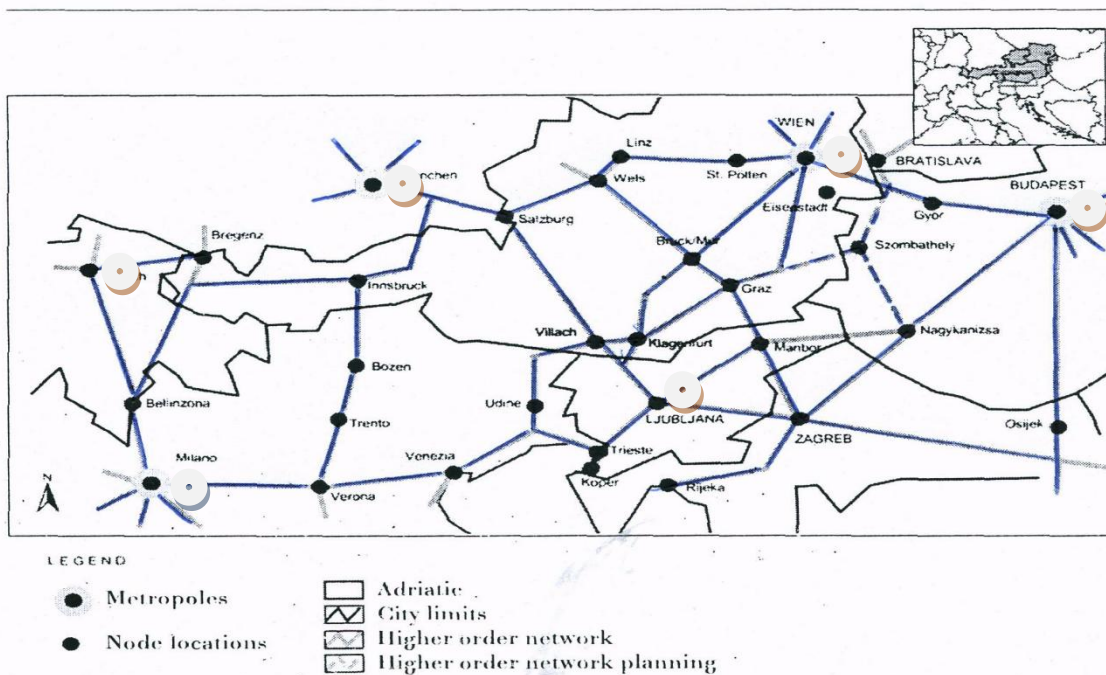 WIEN
Linz
BRATISLAVA
St. Polten
Wels
BUDAPEST
Eisenstadt
Gyor
Salzburg
Bregenz
Bruck/Mur
Szombathely
Innsbruck
Graz
Villach
Klagenfurt
Maribor
Nagykanizsa
Bozen
Bellinzona
Udine
LJUBLJANA
Trento
ZAGREB
Osijek
Milano
Venezia
Trieste
Koper
N
Verona
Rijeka
LEGEND
Metropoles
Node locations
Adriatic
City limits
Higher order network
Higher order network planning